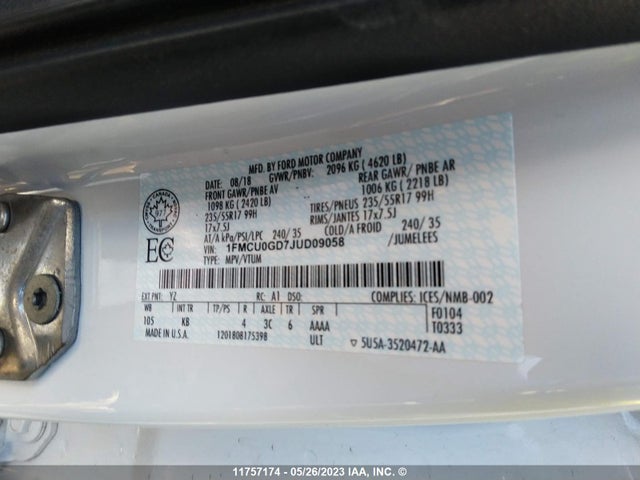 MFD. BY FORD MOTOR COMPANY
DATE: 08/18 GVWR/PNBV: 2096 KG ( 4620 LB)
FRONT GAWR/PNBE AV REAR GAWR/ PNBE AR
1098 KG ( 2420 LB) 1006 KG ( 2218 LB)
235/55R17 99H TIRES/PNEUS 235/55R17 99H
17x7.5J RIMS/JANTES 17x7.5J
AT/A kPa/PSI/LPC 240/ 35 COLD/A FROID 240/ 35
VIN: 1FMCU0GD7JUD09058 /JUMELEES
TYPE: MPV/VTUM
CANADA
TRANSPORT
977
EC
EXT PNT: YZ RC: A1 DSO: COMPLIES: ICES/NMB-002
WB TP/PS R AXLE TR SPR F0104
105 KB 4 3C 6 AAAA T0333
MADE IN U.S.A. 1201808175398 ULT ▽ 5U5A-3520472-AA
11757174 - 05/26/2023 IAA, INC. ©